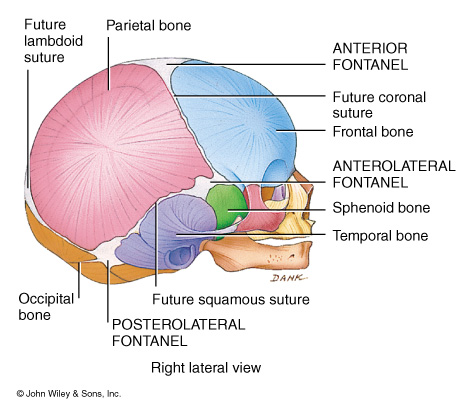 Future
lambdoid
suture
Parietal bone
ANTERIOR
FONTANEL
Future coronal
suture
Frontal bone
ANTEROLATERAL
FONTANEL
Sphenoid bone
Temporal bone
DANK
Occipital
bone
Future squamous suture
POSTEROLATERAL
FONTANEL
Right lateral view
© John Wiley & Sons, Inc.